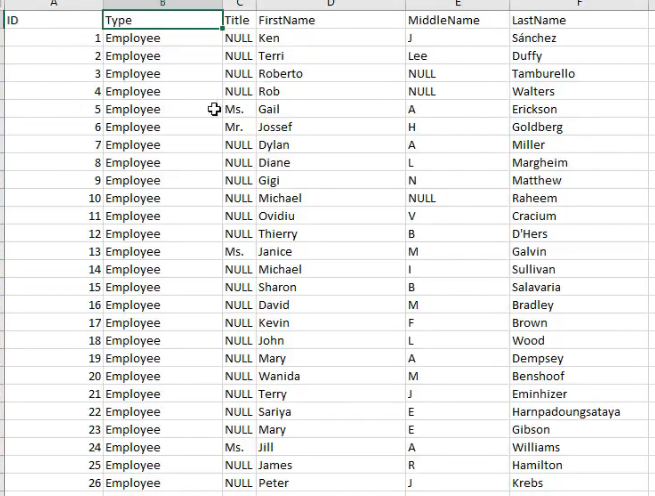 A B C D E F
ID Type Title FirstName MiddleName LastName
1 Employee NULL Ken J Sánchez
2 Employee NULL Terri Lee Duffy
3 Employee NULL Roberto NULL Tamburello
4 Employee NULL Rob NULL Walters
5 Employee Ms. Gail A Erickson
6 Employee Mr. Jossef H Goldberg
7 Employee NULL Dylan A Miller
8 Employee NULL Diane L Margheim
9 Employee NULL Gigi N Matthew
10 Employee NULL Michael NULL Raheem
11 Employee NULL Ovidiu V Cracium
12 Employee NULL Thierry B D'Hers
13 Employee Ms. Janice M Galvin
14 Employee NULL Michael I Sullivan
15 Employee NULL Sharon B Salavaria
16 Employee NULL David M Bradley
17 Employee NULL Kevin F Brown
18 Employee NULL John L Wood
19 Employee NULL Mary A Dempsey
20 Employee NULL Wanida M Benshoof
21 Employee NULL Terry J Eminhizer
22 Employee NULL Sariya E Harnpadoungsataya
23 Employee NULL Mary E Gibson
24 Employee Ms. Jill A Williams
25 Employee NULL James R Hamilton
26 Employee NULL Peter J Krebs